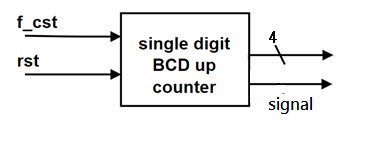 f_cst
rst
single digit
BCD up
counter
4
signal